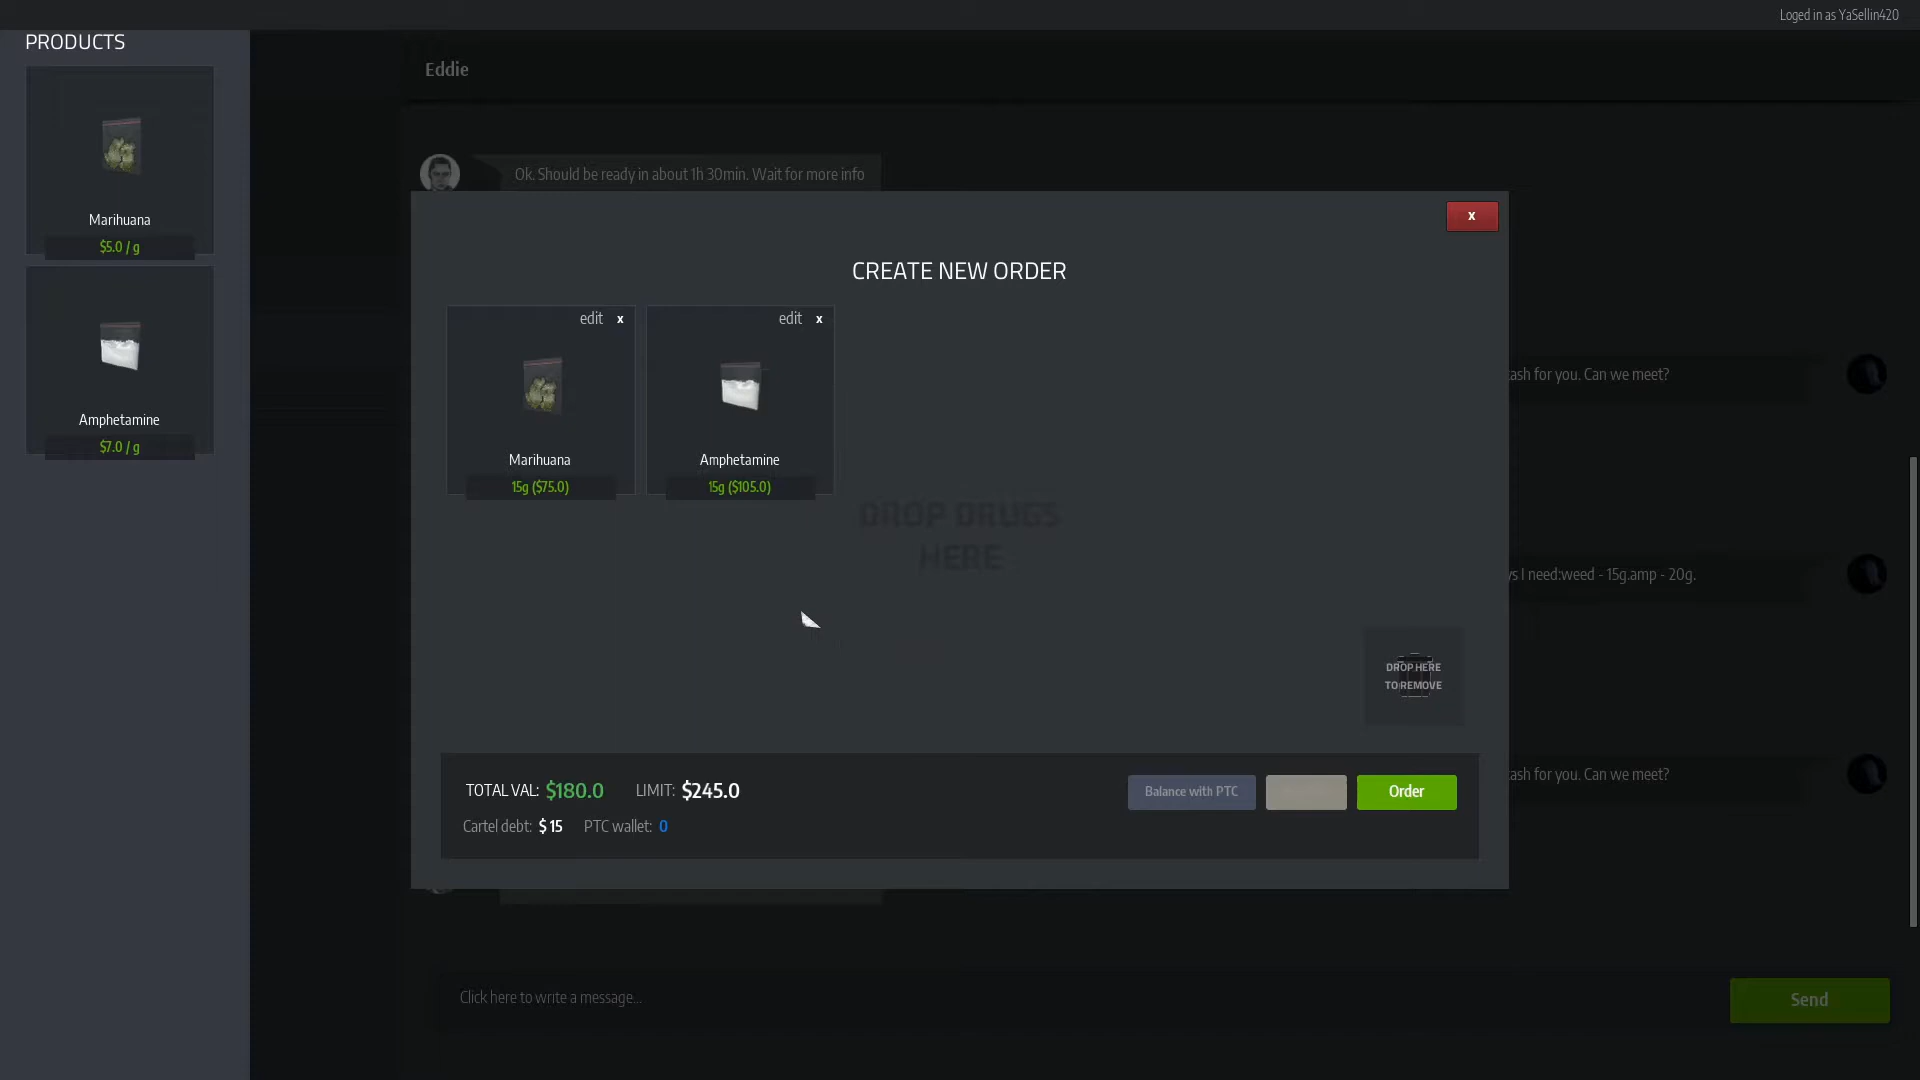 Loged in as YaSellin420
PRODUCTS
Marihuana
$5.0 / g
Amphetamine
$7.0 / g
Eddie
Ok. Should be ready in about 1h 30min. Wait for more info
x
CREATE NEW ORDER
edit x
Marihuana
15g ($75.0)
edit x
Amphetamine
15g ($105.0)
DROP DRUGS
HERE
for you. Can we meet?
I need:weed - 15g.amp - 20g.
for you. Can we meet?
DROP HERE
TO REMOVE
TOTAL VAL: $180.0 LIMIT: $245.0
Cartel debt: $ 15 PTC wallet: 0
Balance with PTC
Order
Click here to write a message...
Send